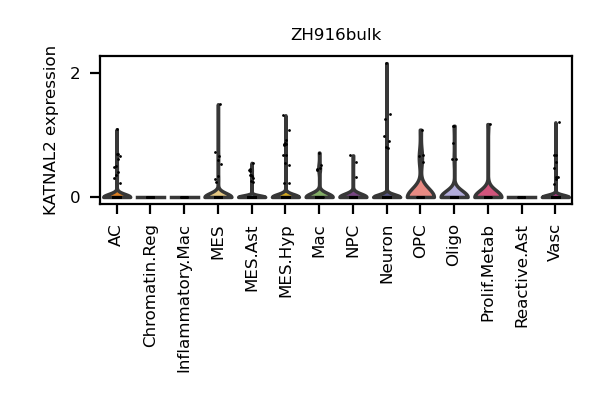 ZH916bulk
KATNAL2 expression
2
0
AC
Chromatin.Reg
Inflammatory.Mac
MES
MES.Ast
MES.Hyp
Mac
NPC
Neuron
OPC
Oligo
Prolif.Metab
Reactive.Ast
Vasc